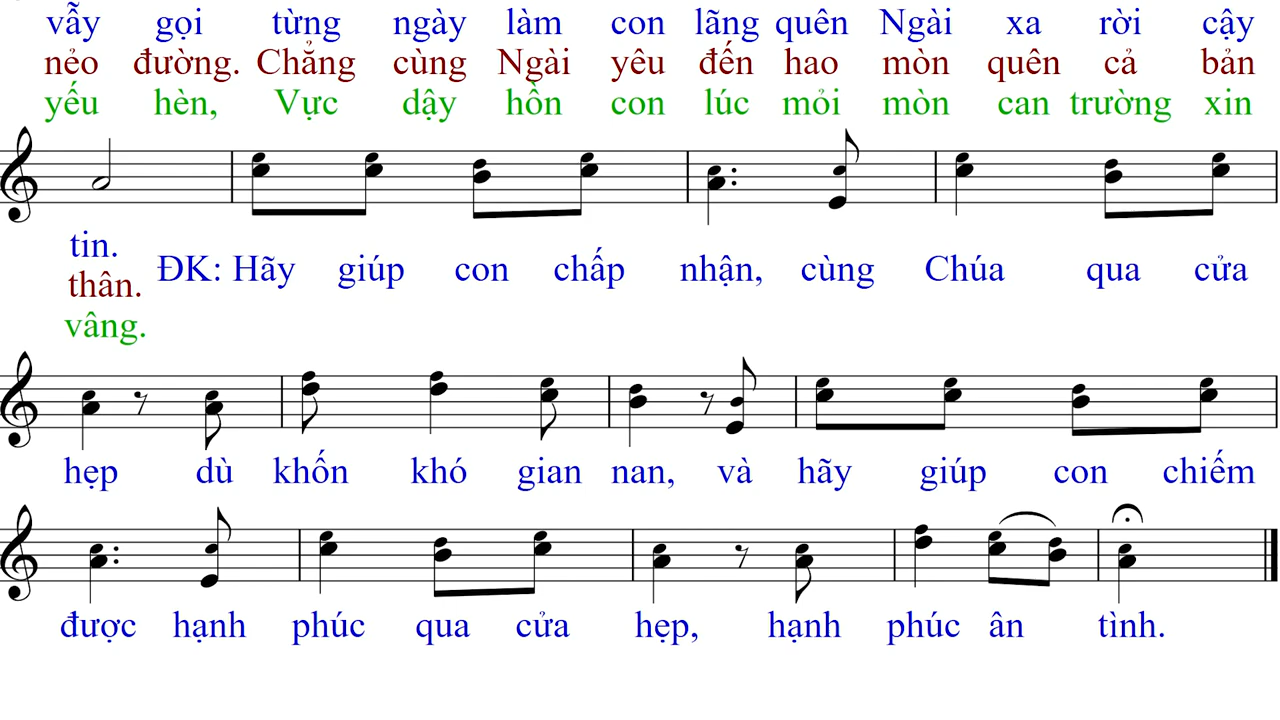 vẫy gọi từng ngày làm con lãng quên Ngài xa rời cậy
nẻo đường. Chẳng cùng Ngài yêu đến hao mòn quên cả bản
yếu hèn, Vực dậy hồn con lúc mỏi mòn can trường xin
tin.
thân.
vâng.
ĐK: Hãy giúp con chấp nhận, cùng Chúa qua cửa
hẹp dù khốn khó gian nan, và hãy giúp con chiếm
được hạnh phúc qua cửa hẹp, hạnh phúc ân tình.